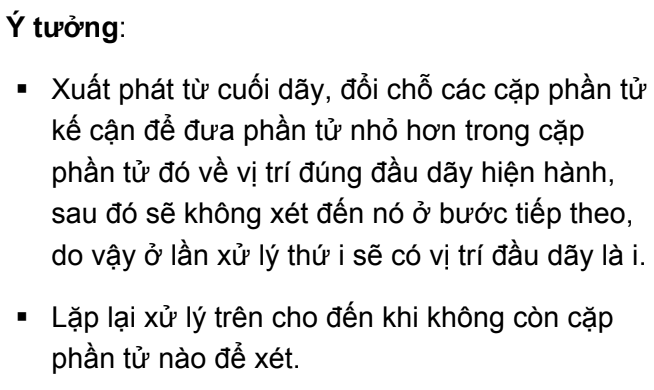 Ý tưởng:
▪ Xuất phát từ cuối dãy, đổi chỗ các cặp phần tử
kế cận để đưa phần tử nhỏ hơn trong cặp
phần tử đó về vị trí đúng đầu dãy hiện hành,
sau đó sẽ không xét đến nó ở bước tiếp theo,
do vậy ở lần xử lý thứ i sẽ có vị trí đầu dãy là i.
▪ Lặp lại xử lý trên cho đến khi không còn cặp
phần tử nào để xét.